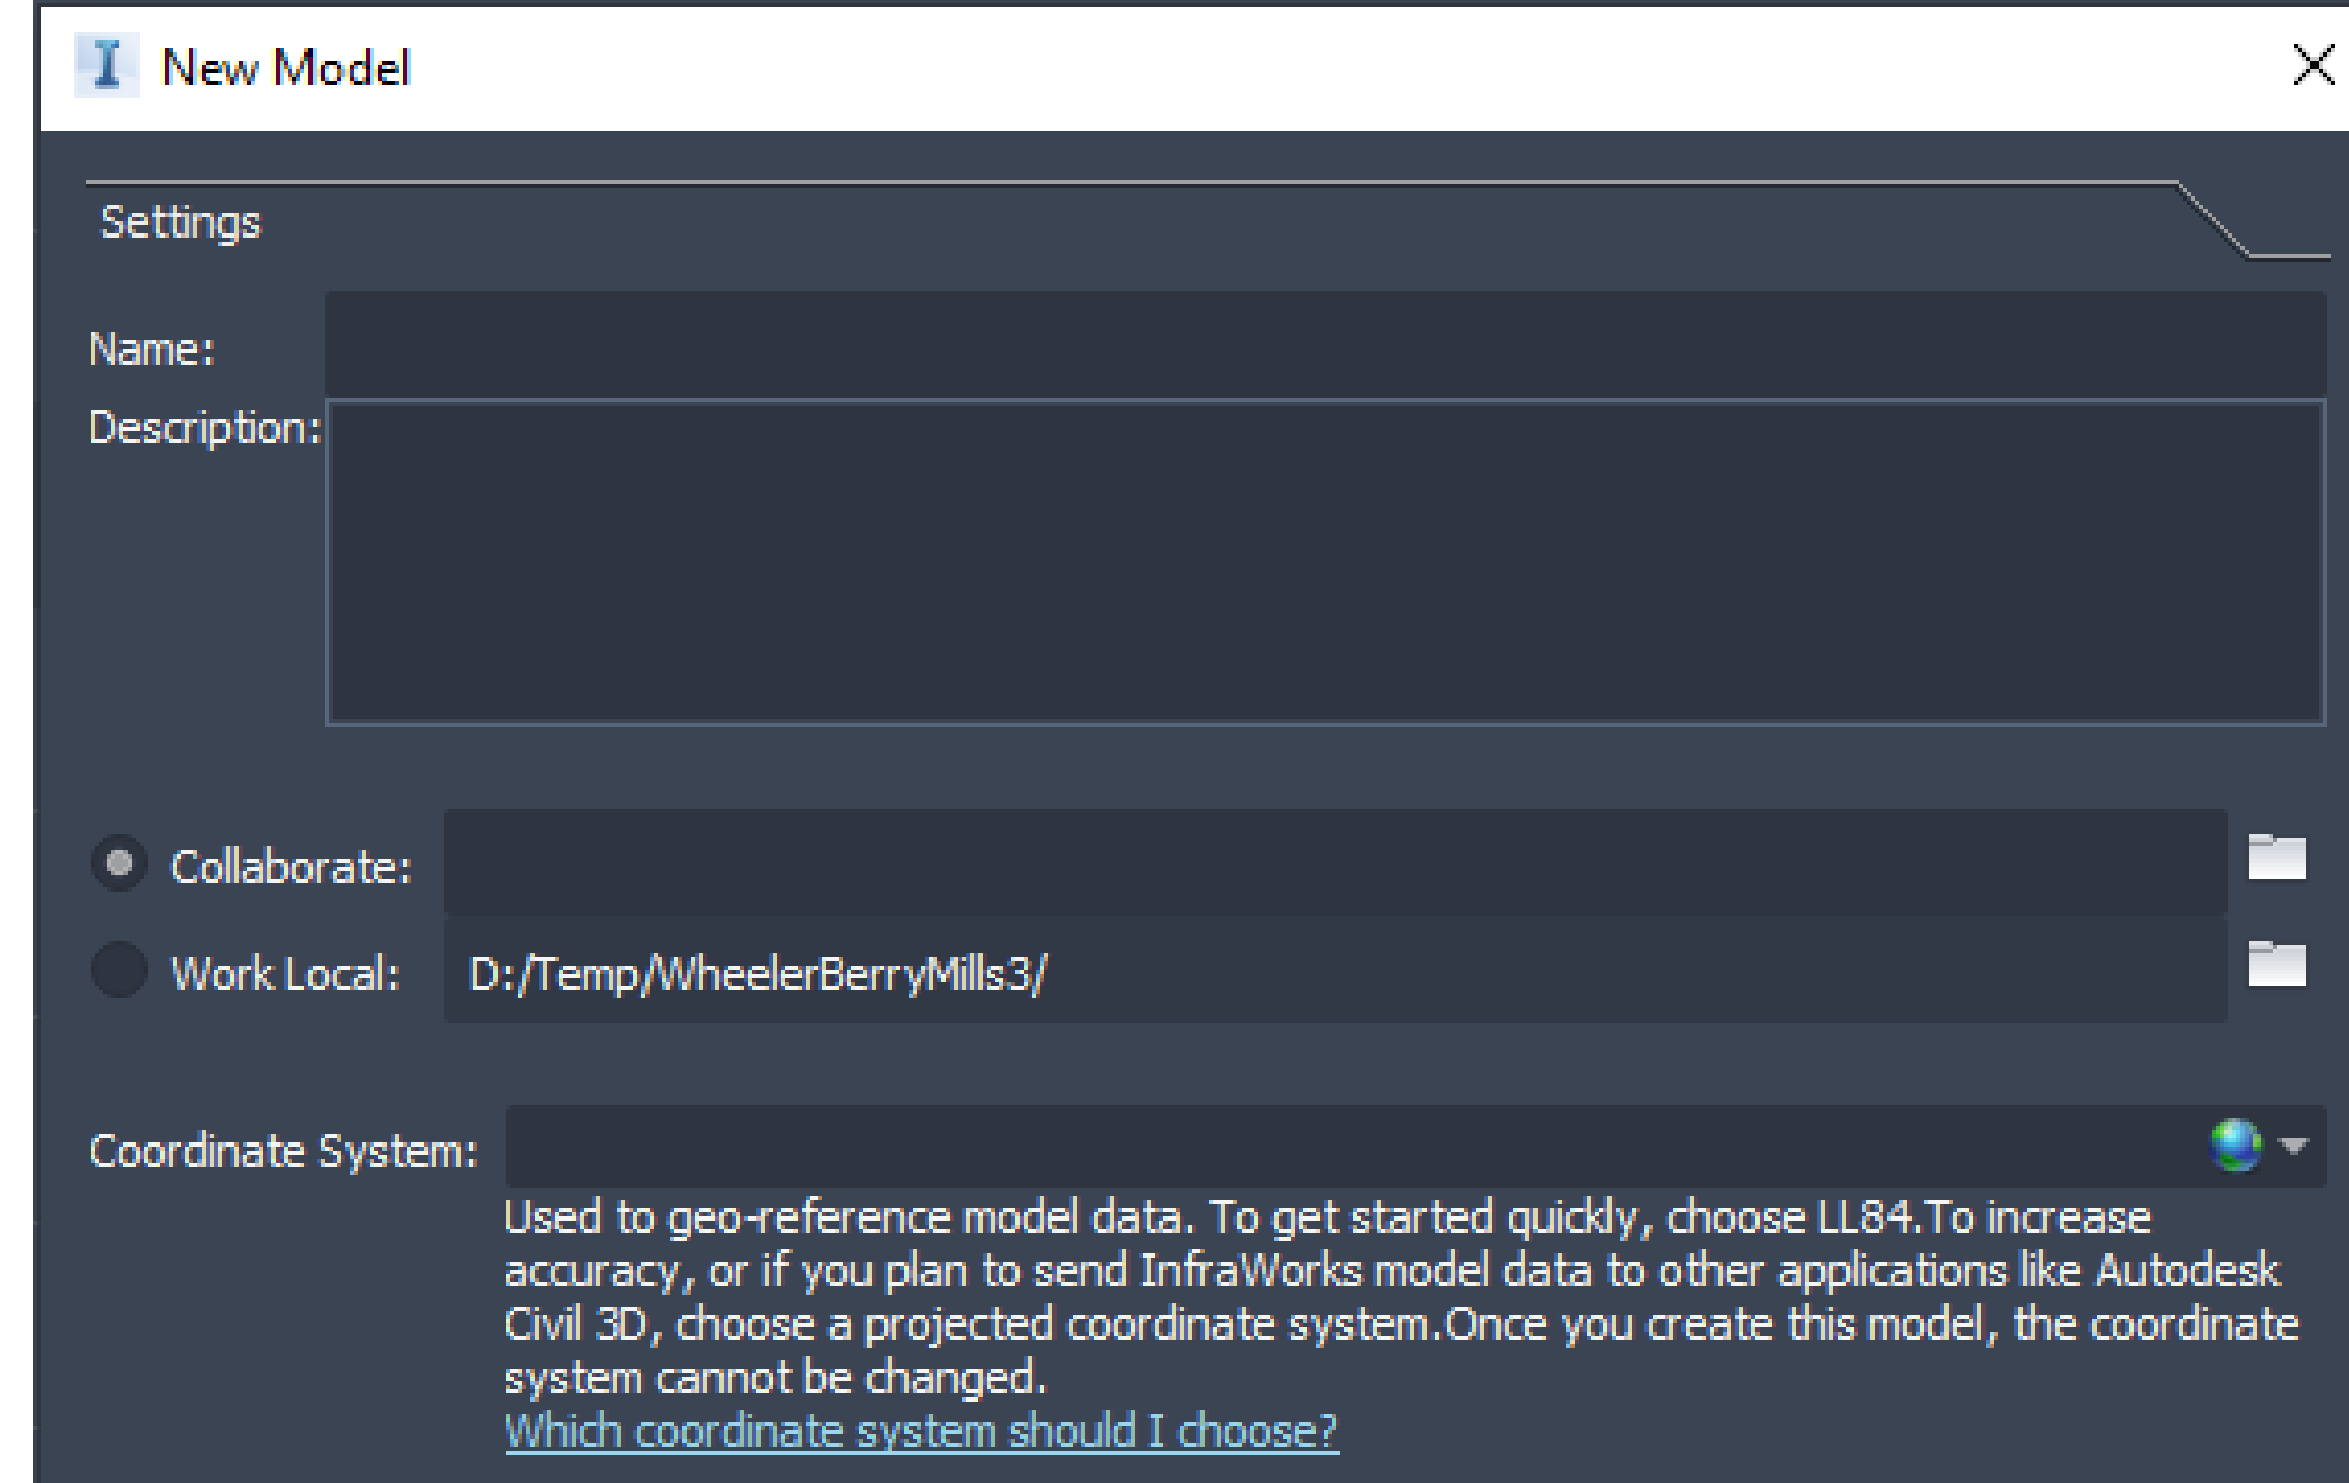 New Model
Settings
Name:
Description:
Collaborate:
Work Local: D:/Temp/WheelerBerryMills3/
Coordinate System:
Used to geo-reference model data. To get started quickly, choose LL84.To increase
accuracy, or if you plan to send InfraWorks model data to other applications like Autodesk
Civil 3D, choose a projected coordinate system.Once you create this model, the coordinate
system cannot be changed.
Which coordinate system should I choose?